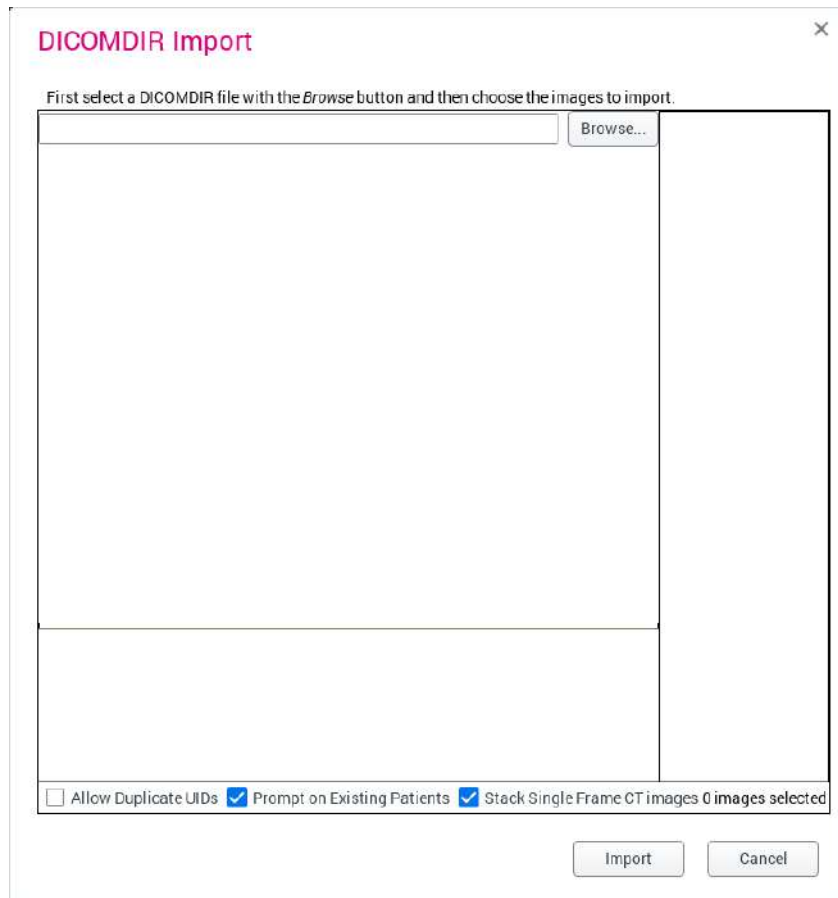 DICOMDIR Import
First select a DICOMDIR file with the Browse button and then choose the images to import.
Browse...
Allow Duplicate UIDs Prompt on Existing Patients Stack Single Frame CT images 0 images selected
Import Cancel